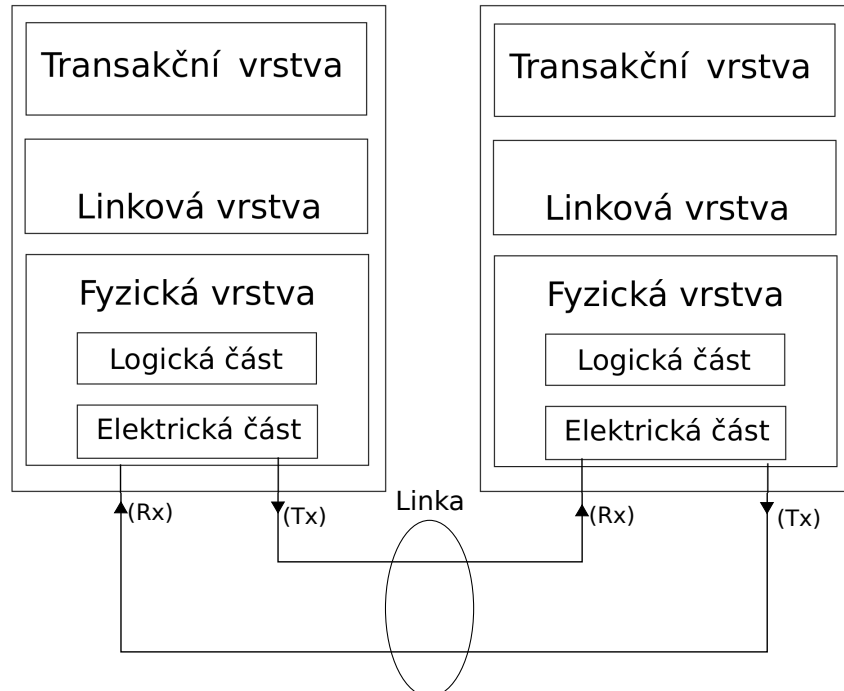 Transakční vrstva
Linková vrstva
Fyzická vrstva
Logická část
Elektrická část
(Rx)
(Tx)
Linka
Transakční vrstva
Linková vrstva
Fyzická vrstva
Logická část
Elektrická část
(Rx)
(Tx)